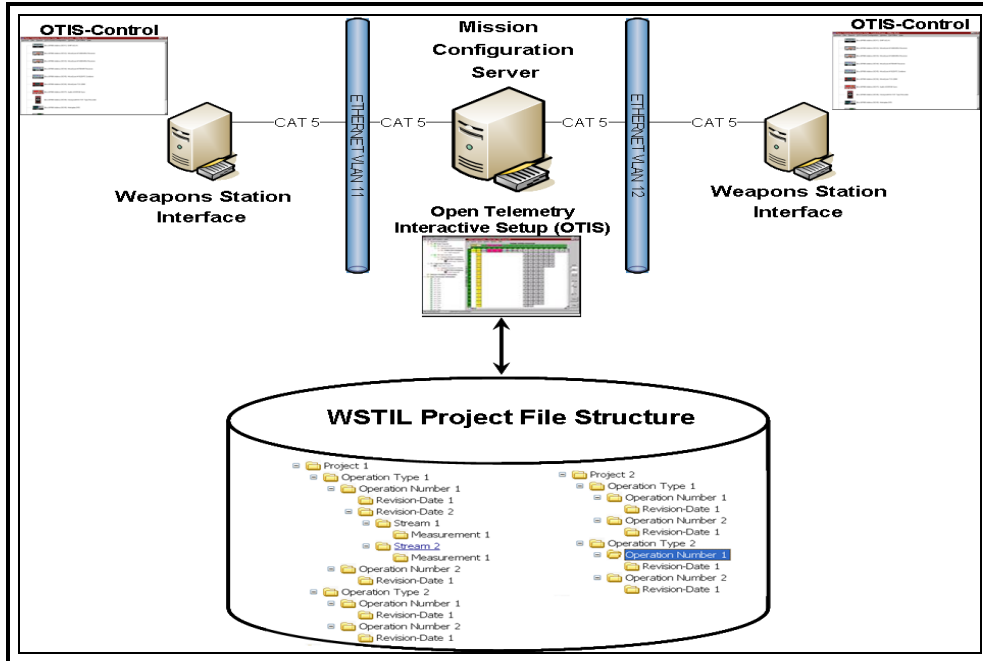 OTIS-Control
Mission
Configuration
Server
OTIS-Control
CAT 5
ETHERNET VLAN 11
CAT 5
CAT 5
ETHERNET VLAN 12
CAT 5
Weapons Station
Interface
Open Telemetry
Interactive Setup (OTIS)
Weapons Station
Interface
WSTIL Project File Structure
Project 1
Operation Type 1
Operation Number 1
Revision-Date 1
Revision-Date 2
Stream 1
Measurement 1
Stream 2
Measurement 1
Operation Number 2
Revision-Date 1
Operation Type 2
Operation Number 1
Revision-Date 1
Operation Number 2
Revision-Date 1
Project 2
Operation Type 1
Operation Number 1
Revision-Date 1
Operation Number 2
Revision-Date 1
Operation Type 2
Operation Number 1
Revision-Date 1
Operation Number 2
Revision-Date 1